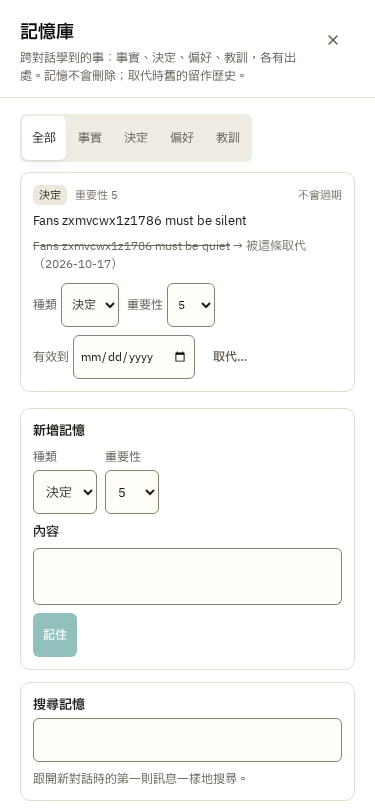 記憶庫
跨對話學到的事：事實、決定、偏好、教訓，各有出
處。記憶不會刪除；取代時舊的留作歷史。
×
全部 事實 決定 偏好 教訓
決定 重要性 5 不會過期
Fans zxmvcwx1z1786 must be silent
Fans zxmvcwx1z1786 must be quiet → 被這條取代
（2026-10-17）
種類 決定 重要性 5
有效到 mm/dd/yyyy 取代...
新增記憶
種類 重要性
決定 5
內容
記住
搜尋記憶
跟開新對話時的第一則訊息一樣地搜尋。